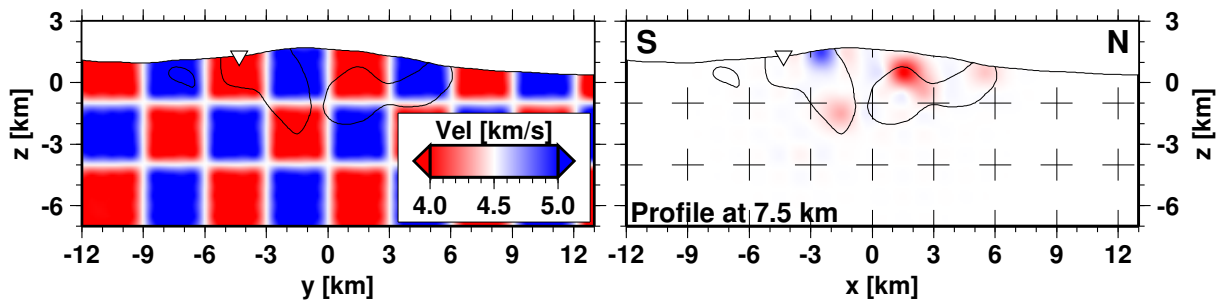 3
0
-3
-6
z [km]
Vel [km/s]
4.0 4.5 5.0
-12 -9 -6 -3 0 3 6 9 12
y [km]
S N
Profile at 7.5 km
3
0
-3
-6
z [km]
-12 -9 -6 -3 0 3 6 9 12
x [km]